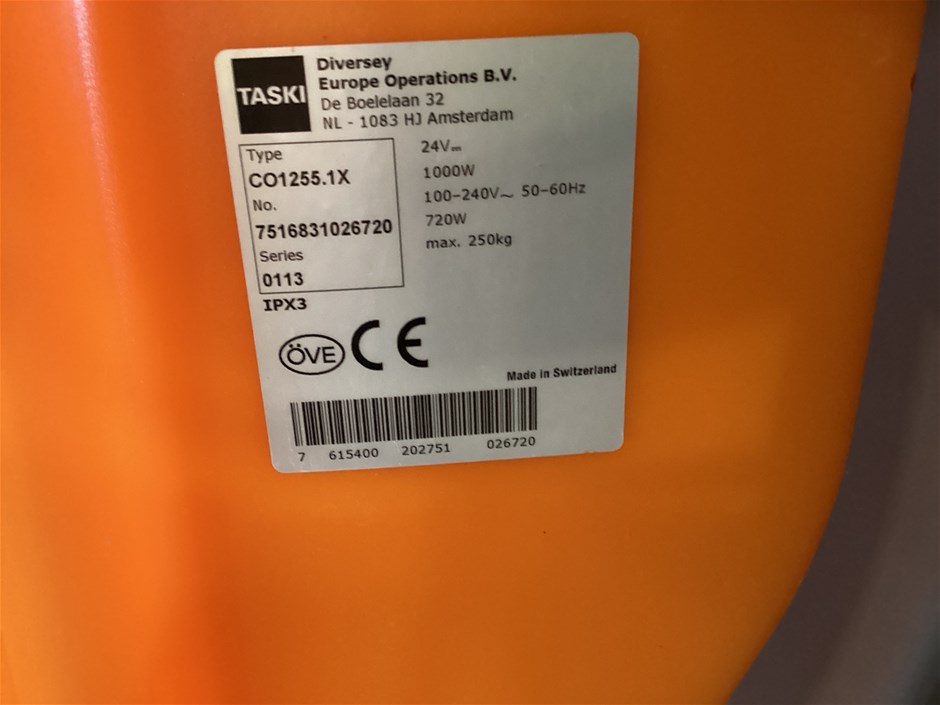 TASKI
Diversey
Europe Operations B.V.
De Boelelaan 32
NL - 1083 HJ Amsterdam
Type
CO1255.1X
No.
7516831026720
Series
0113
IPX3
24V⎓
1000W
100-240V~ 50-60Hz
720W
max. 250kg
ÖVE CE
Made in Switzerland
7 615400 202751 026720